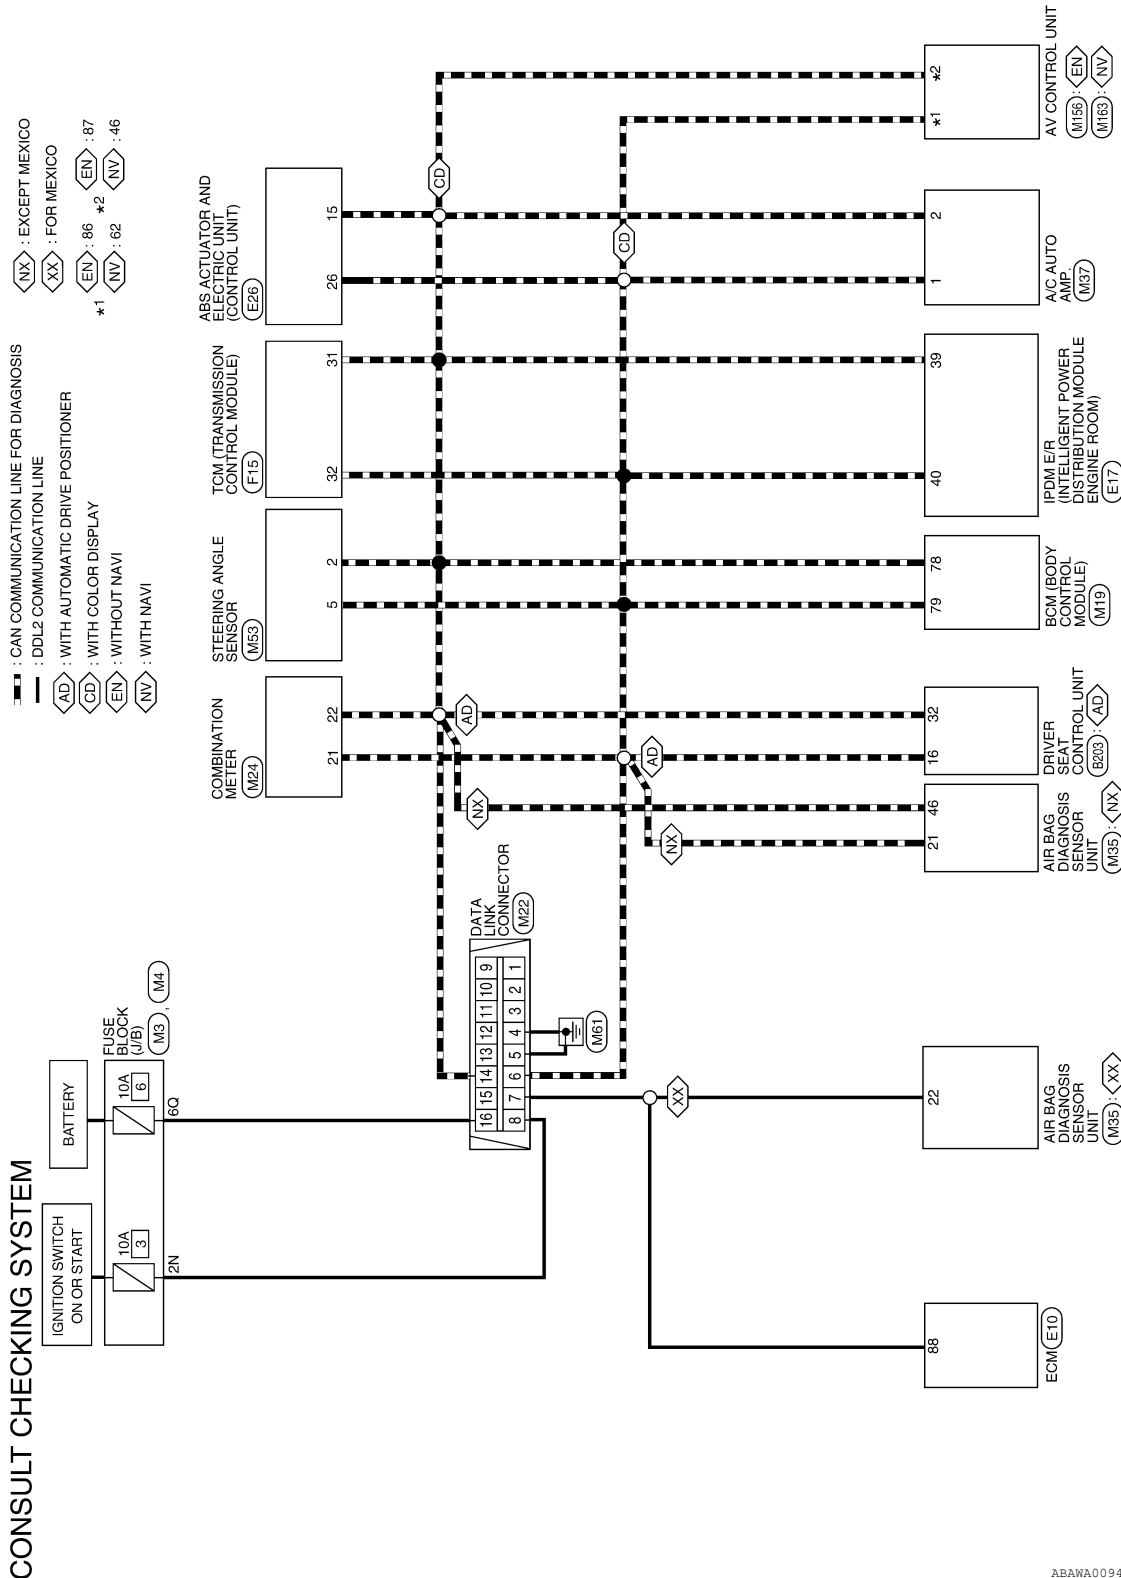 CONSULT CHECKING SYSTEM
: CAN COMMUNICATION LINE FOR DIAGNOSIS
: DDL2 COMMUNICATION LINE
AD : WITH AUTOMATIC DRIVE POSITIONER
CD : WITH COLOR DISPLAY
EN : WITHOUT NAVI
NV : WITH NAVI
NX : EXCEPT MEXICO
XX : FOR MEXICO
*1 EN : 86
NV : 62
*2 EN : 87
NV : 46
IGNITION SWITCH
ON OR START
BATTERY
FUSE
BLOCK
(J/B)
M3 , M4
10A
3
10A
6
2N
6Q
COMBINATION
METER
M24
21
22
STEERING ANGLE
SENSOR
M53
5
2
TCM (TRANSMISSION
CONTROL MODULE)
F15
32
31
ABS ACTUATOR AND
ELECTRIC UNIT
(CONTROL UNIT)
E26
26
15
DATA
LINK
CONNECTOR
M22
16 15 14 13 12 11 10 9
8 7 6 5 4 3 2 1
M61
CD
CD
AD
AD
NX
NX
XX
88
ECM E10
22
AIR BAG
DIAGNOSIS
SENSOR
UNIT
M35 : XX
21
46
AIR BAG
DIAGNOSIS
SENSOR
UNIT
M35 : NX
16
32
DRIVER
SEAT
CONTROL UNIT
B203 : AD
79
78
BCM (BODY
CONTROL
MODULE)
M19
40
39
IPDM E/R
(INTELLIGENT POWER
DISTRIBUTION MODULE
ENGINE ROOM)
E17
1
2
A/C AUTO
AMP.
M37
*1
*2
AV CONTROL UNIT
M156 : EN
M163 : NV
ABAWA0094